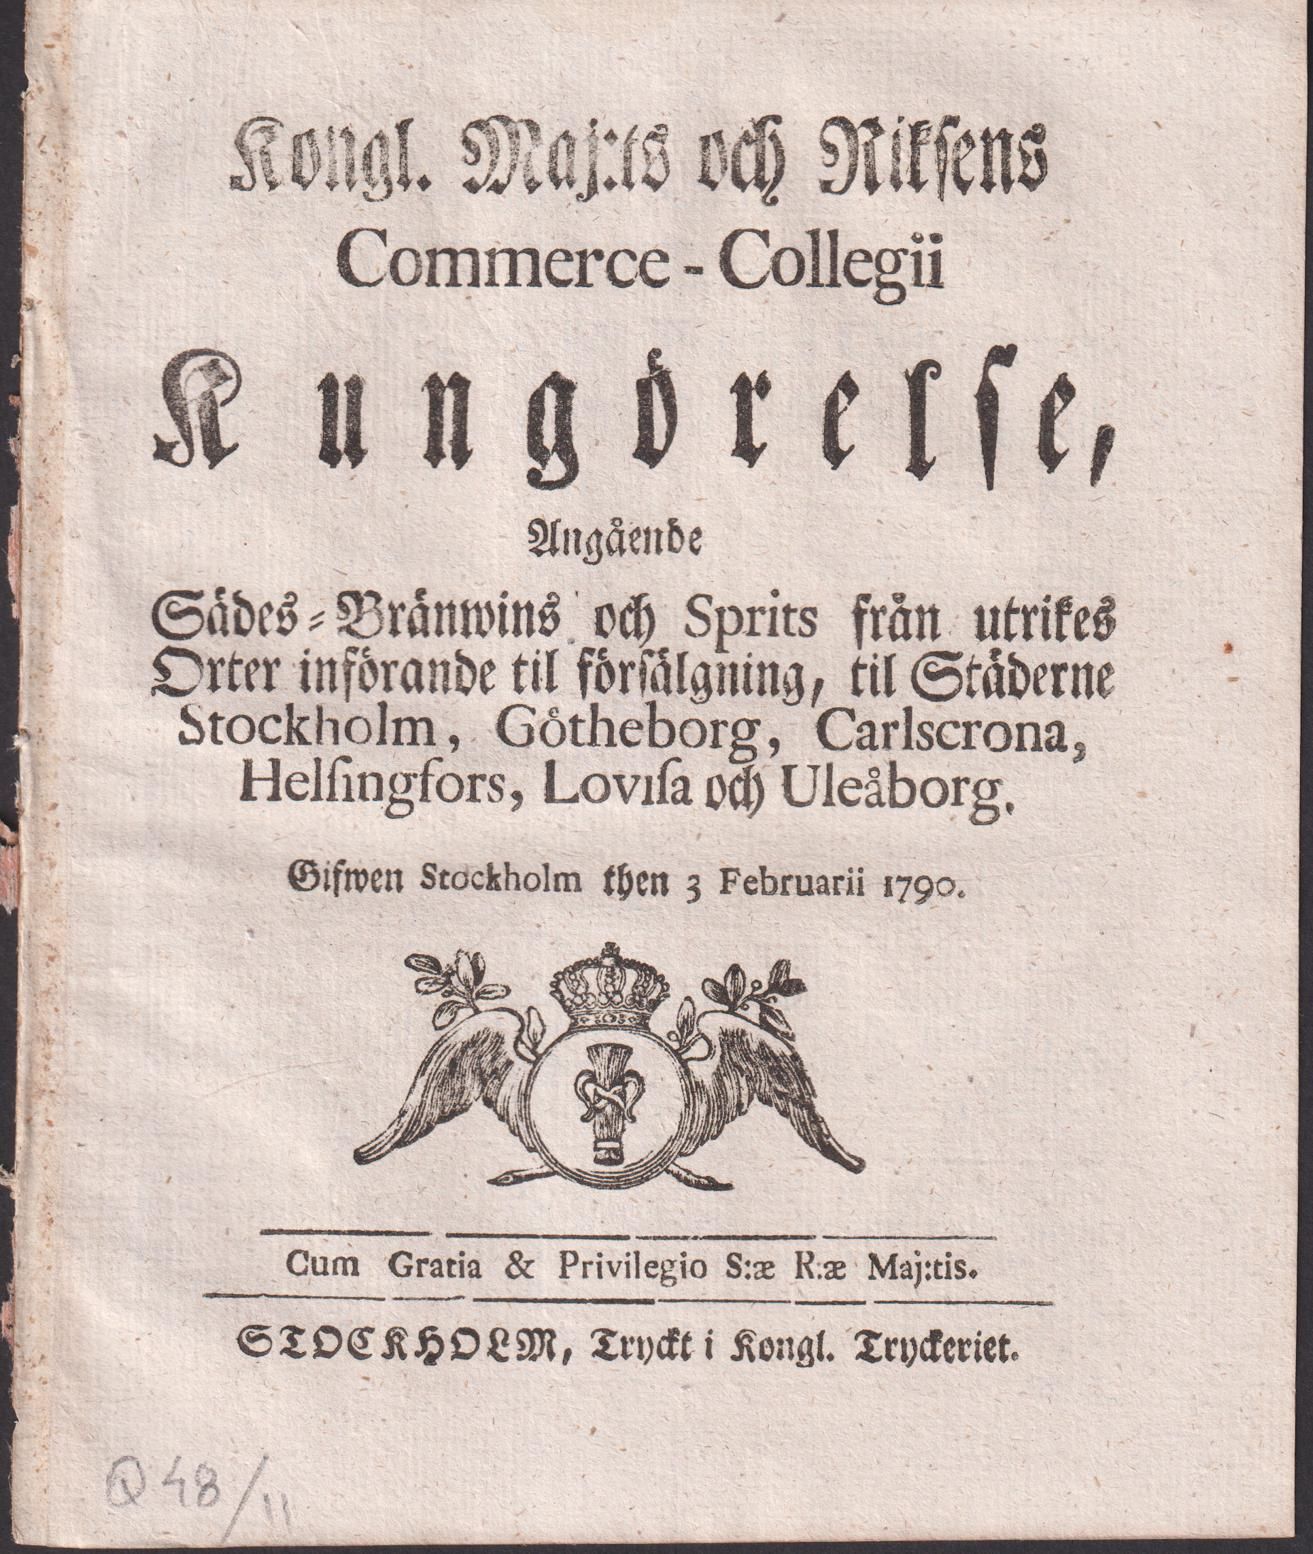 Kongl. Maj:ts och Riksens
Commerce-Collegii
Kungörelse,
Angående
Sädes-Bränwins och Sprits från utrikes
Orter införande til försälgning, til Städerne
Stockholm, Götheborg, Carlscrona,
Helſingfors, Loviſa och Uleåborg.
Gifwen Stockholm then 3 Februarii 1790.
Cum Gratia & Privilegio S:æ R:æ Maj:tis.
STOCKHOLM, Tryckt i Kongl. Tryckeriet.
Q 48/11